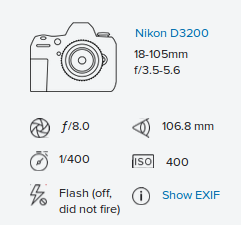 Nikon D3200
18-105mm
f/3.5-5.6
ƒ/8.0
106.8 mm
1/400
ISO 400
Flash (off,
did not fire)
Show EXIF